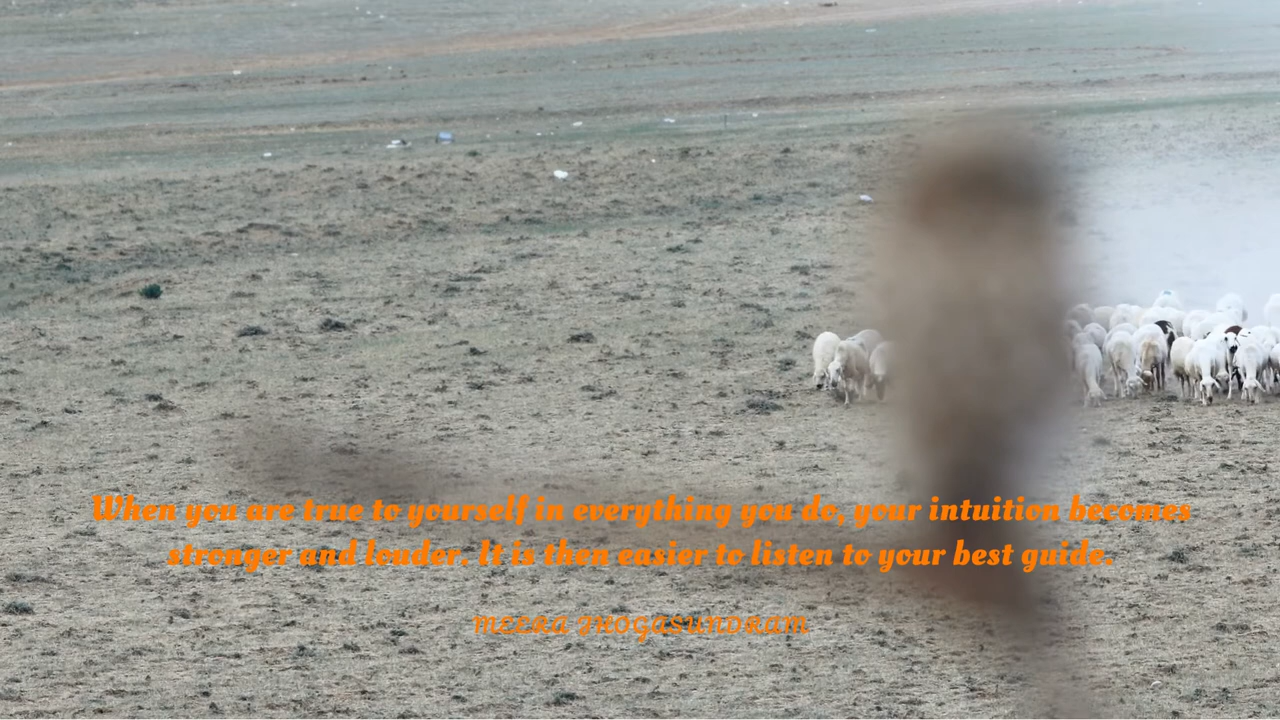 When you are true to yourself in everything you do, your intuition becomes
stronger and louder. It is then easier to listen to your best guide.
MEERA JHOGASUNDRAM